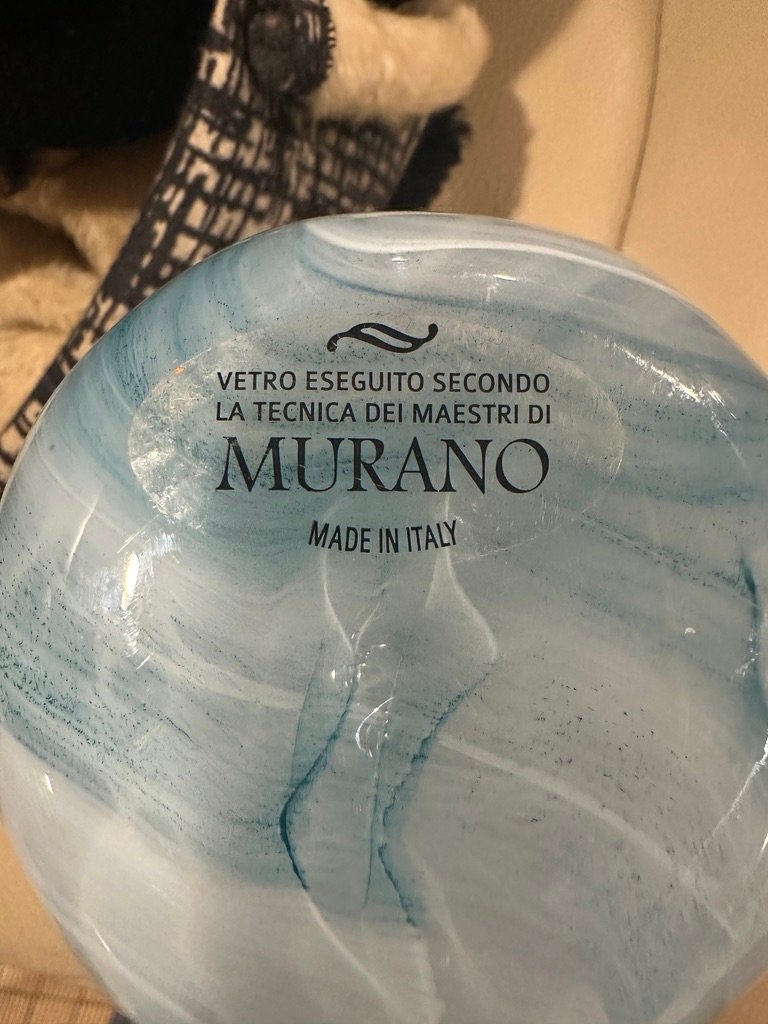 VETRO ESEGUITO SECONDO
LA TECNICA DEI MAESTRI DI
MURANO
MADE IN ITALY